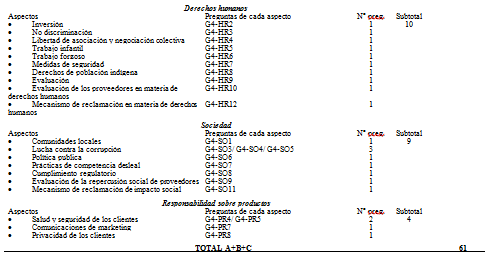 Derechos humanos
Aspectos Preguntas de cada aspecto Nº preg. Subtotal
• Inversión G4-HR2 1 10
• No discriminación G4-HR3 1
• Libertad de asociación y negociación colectiva G4-HR4 1
• Trabajo infantil G4-HR5 1
• Trabajo forzoso G4-HR6 1
• Medidas de seguridad G4-HR7 1
• Derechos de población indígena G4-HR8 1
• Evaluación G4-HR9 1
• Evaluación de los proveedores en materia de G4-HR10 1
derechos humanos
• Mecanismo de reclamación en materia de derechos G4-HR12 1
humanos
Sociedad
Aspectos Preguntas de cada aspecto Nº preg. Subtotal
• Comunidades locales G4-SO1 1 9
• Lucha contra la corrupción G4-SO3/ G4-SO4/ G4-SO5 3
• Política publica G4-SO6 1
• Prácticas de competencia desleal G4-SO7 1
• Cumplimiento regulatorio G4-SO8 1
• Evaluación de la repercusión social de proveedores G4-SO9 1
• Mecanismo de reclamación de impacto social G4-SO11 1
Responsabilidad sobre productos
Aspectos Preguntas de cada aspecto Nº preg. Subtotal
• Salud y seguridad de los clientes G4-PR4/ G4-PR5 2 4
• Comunicaciones de marketing G4-PR7 1
• Privacidad de los clientes G4-PR8 1
TOTAL A+B+C 61